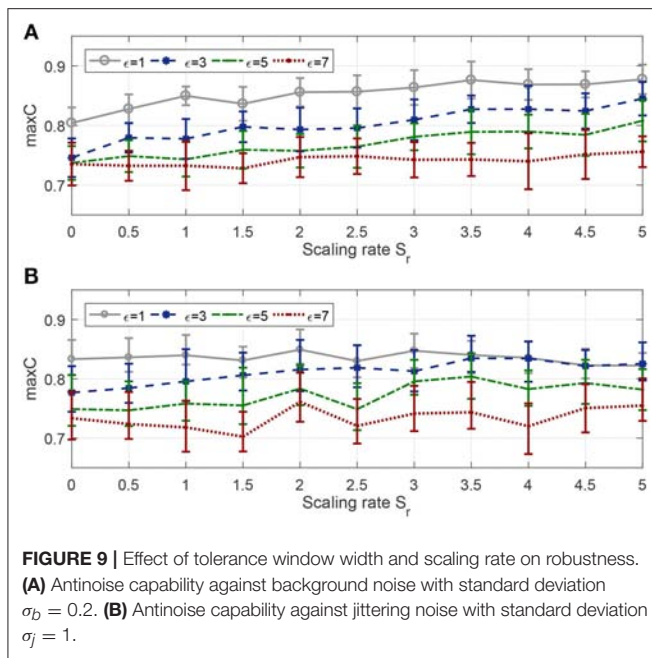 A
ϵ=1 ϵ=3 ϵ=5 ϵ=7
0.9
0.8
0.7
maxC
0 0.5 1 1.5 2 2.5 3 3.5 4 4.5 5
Scaling rate S_r
B
ϵ=1 ϵ=3 ϵ=5 ϵ=7
0.9
0.8
0.7
maxC
0 0.5 1 1.5 2 2.5 3 3.5 4 4.5 5
Scaling rate S_r
FIGURE 9 | Effect of tolerance window width and scaling rate on robustness.
(A) Antinoise capability against background noise with standard deviation
σ_b = 0.2. (B) Antinoise capability against jittering noise with standard deviation
σ_j = 1.